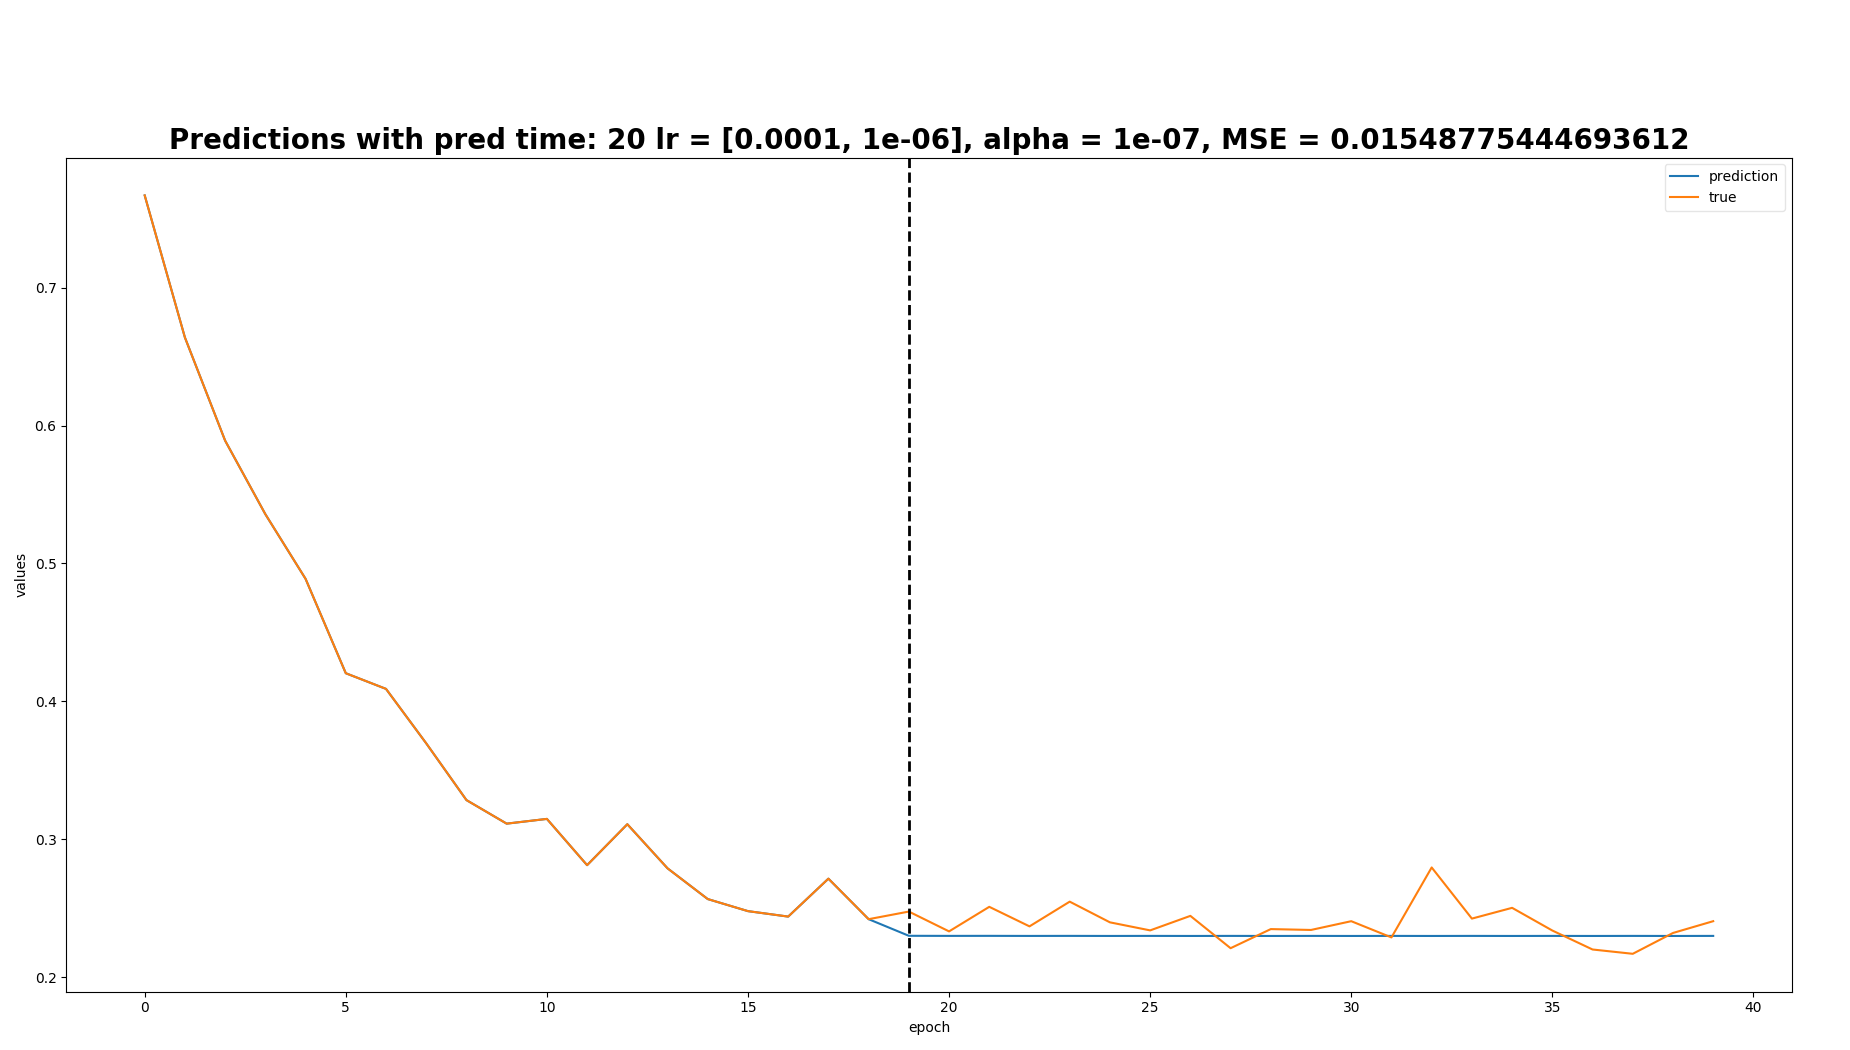 Predictions with pred time: 20 lr = [0.0001, 1e-06], alpha = 1e-07, MSE = 0.01548775444693612
prediction
true
0.7
0.6
0.5
0.4
0.3
0.2
values
0 5 10 15 20 25 30 35 40
epoch